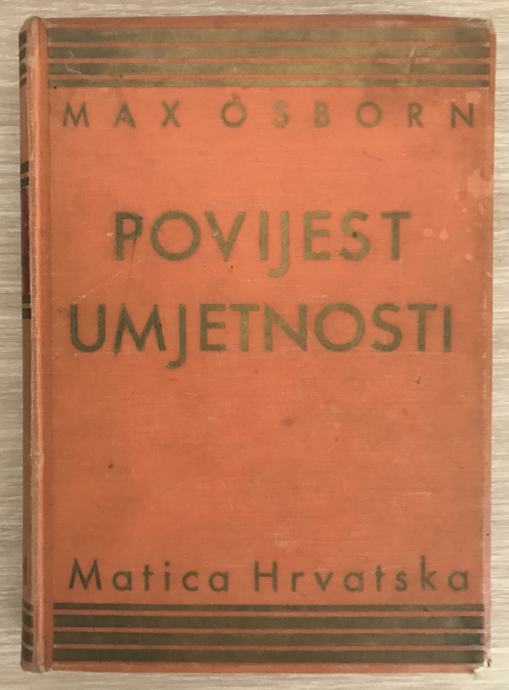 MAX OSBORN
POVIJEST
UMJETNOSTI
Matica Hrvatska